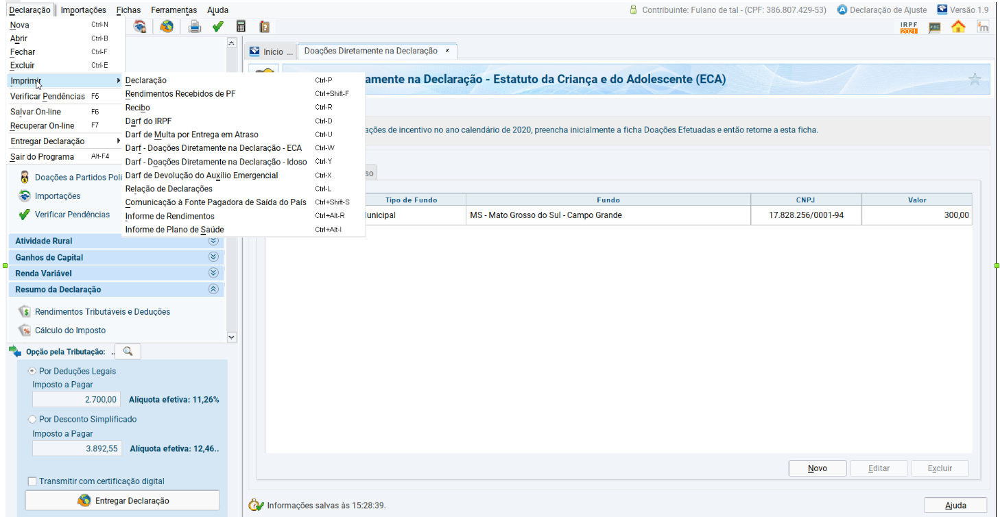 Declaração Importações Fichas Ferramentas Ajuda Contribuinte: Fulano de tal - (CPF: 386.807.429-53) Declaração de Ajuste Versão 1.9
Nova Ctrl-N
Abrir Ctrl-B
Fechar Ctrl-F
Excluir Ctrl-E
Imprimir
Verificar Pendências F5
Salvar On-line F6
Recuperar On-line F7
Entregar Declaração
Sair do Programa Alt-F4
IRPF
2021
Declaração Ctrl-P
Rendimentos Recebidos de PF Ctrl+Shift-F
Recibo Ctrl-R
Darf do IRPF Ctrl-D
Darf de Multa por Entrega em Atraso Ctrl-U
Darf - Doações Diretamente na Declaração - ECA Ctrl-W
Darf - Doações Diretamente na Declaração - Idoso Ctrl-Y
Darf de Devolução do Auxílio Emergencial Ctrl-X
Relação de Declarações Ctrl-L
Comunicação à Fonte Pagadora de Saída do País Ctrl+Shift-S
Informe de Rendimentos Ctrl+Alt-R
Informe de Plano de Saúde Ctrl+Alt-I
Doações a Partidos Polí
Importações
Verificar Pendências
Atividade Rural
Ganhos de Capital
Renda Variável
Resumo da Declaração
Rendimentos Tributáveis e Deduções
Cálculo do Imposto
Opção pela Tributação: ..
Por Deduções Legais
Imposto a Pagar
2.700,00 Alíquota efetiva: 11,26%
Por Desconto Simplificado
Imposto a Pagar
3.892,55 Alíquota efetiva: 12,46..
Transmitir com certificação digital
Entregar Declaração
Início ... Doações Diretamente na Declaração ×
amente na Declaração - Estatuto da Criança e do Adolescente (ECA)
ações de incentivo no ano calendário de 2020, preencha inicialmente a ficha Doações Efetuadas e então retorne a esta ficha.
so
Tipo de Fundo Fundo CNPJ Valor
unicipal MS - Mato Grosso do Sul - Campo Grande 17.828.256/0001-94 300,00
Novo Editar Excluir
Informações salvas às 15:28:39. Ajuda